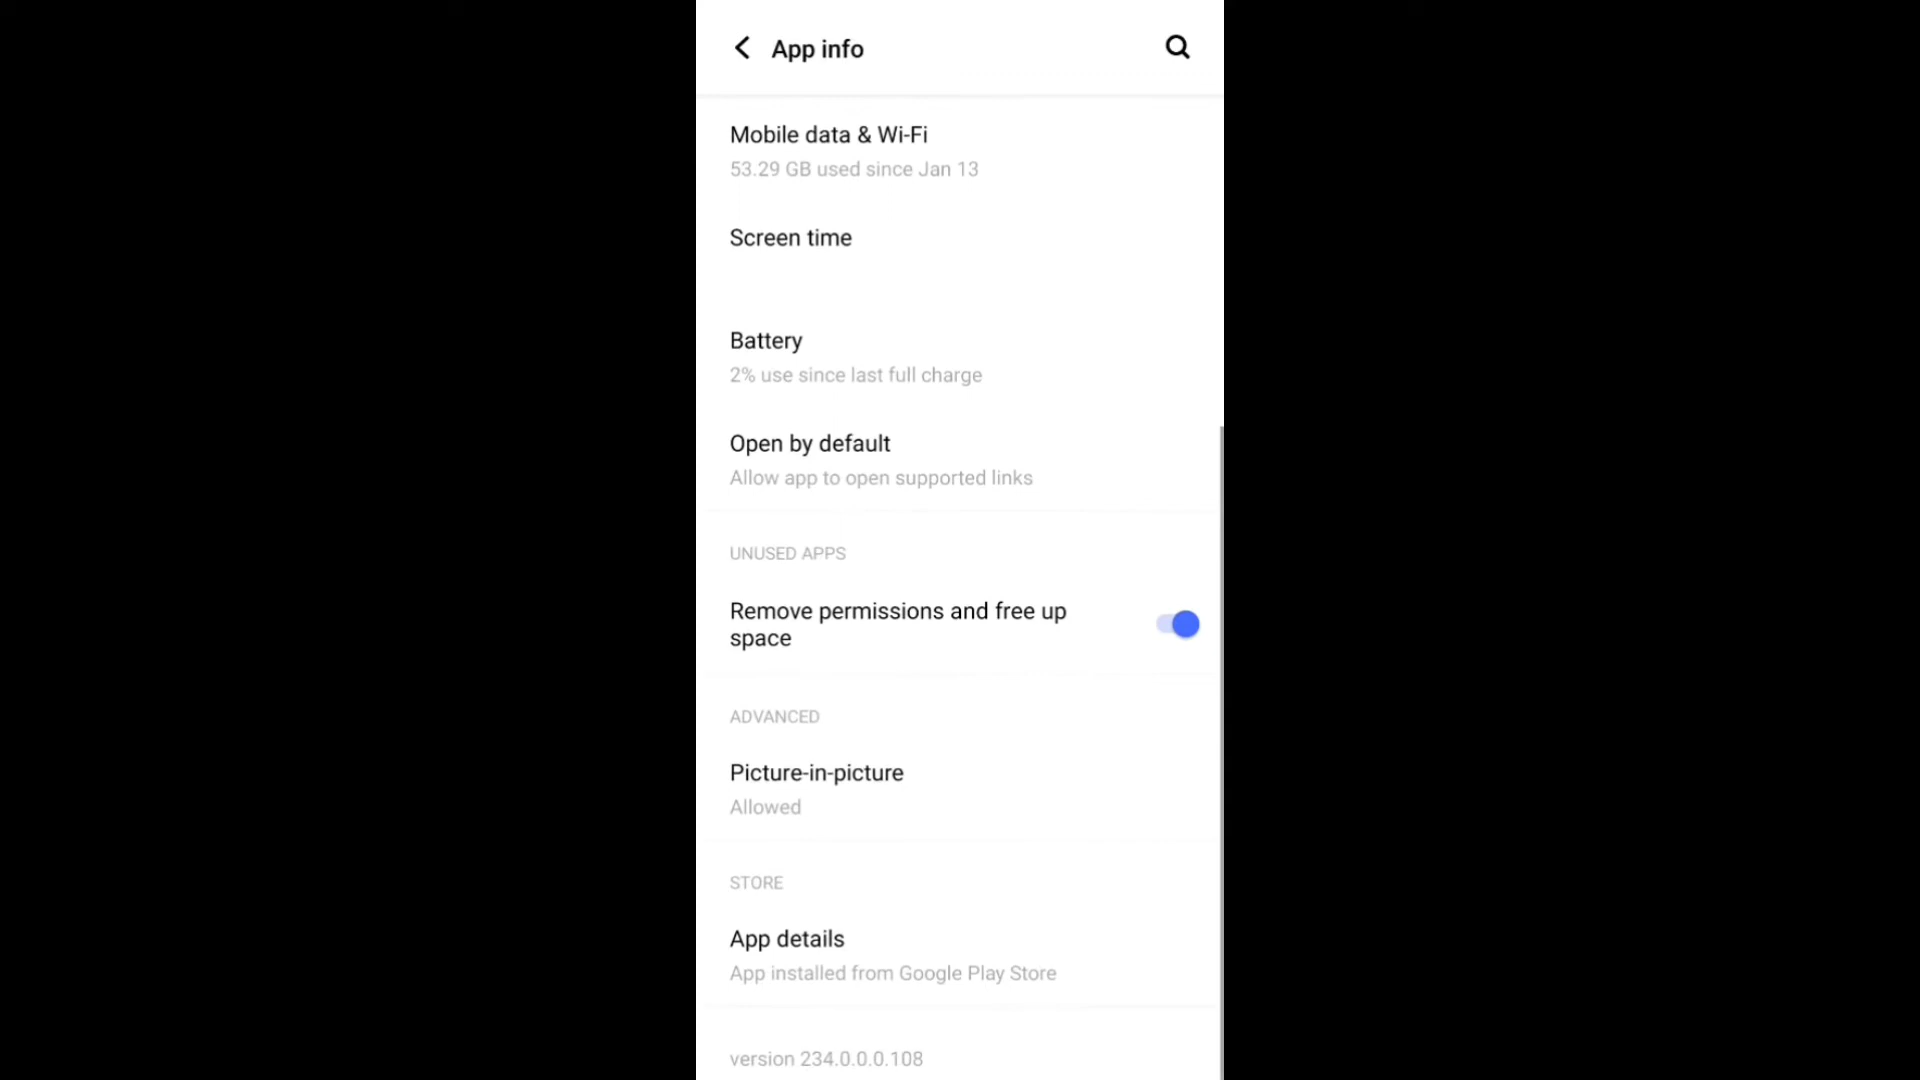 App info
Mobile data & Wi-Fi
53.29 GB used since Jan 13
Screen time
Battery
2% use since last full charge
Open by default
Allow app to open supported links
UNUSED APPS
Remove permissions and free up
space
ADVANCED
Picture-in-picture
Allowed
STORE
App details
App installed from Google Play Store
version 234.0.0.0.108